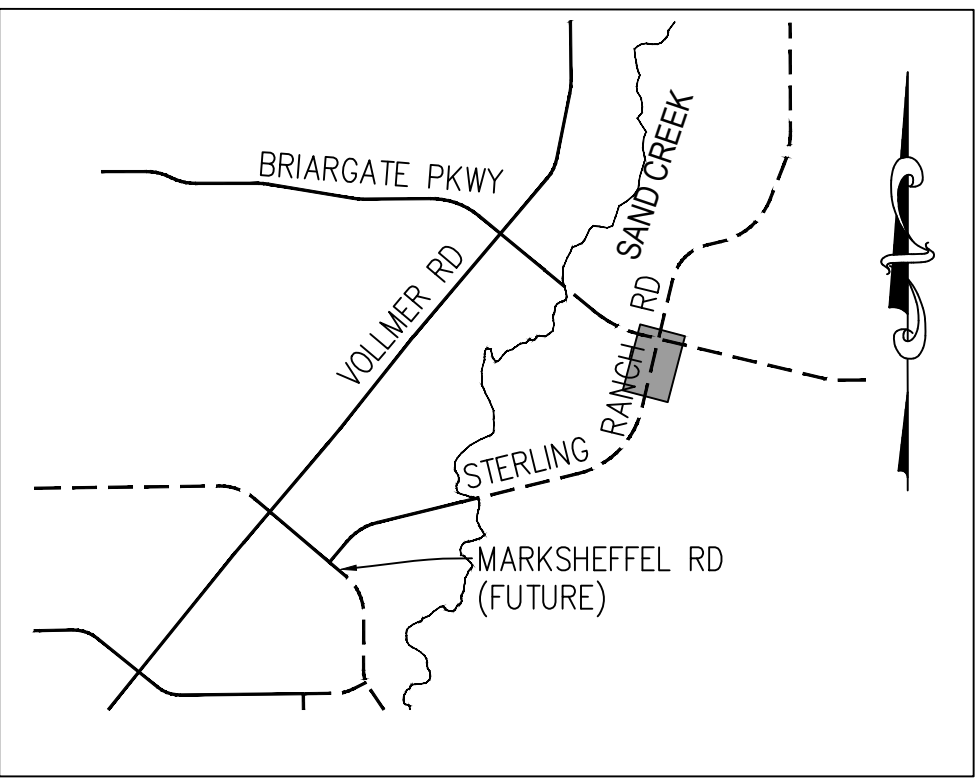 BRIARGATE PKWY
SAND CREEK
VOLLMER RD
STERLING RANCH RD
MARKSHEFFEL RD
(FUTURE)